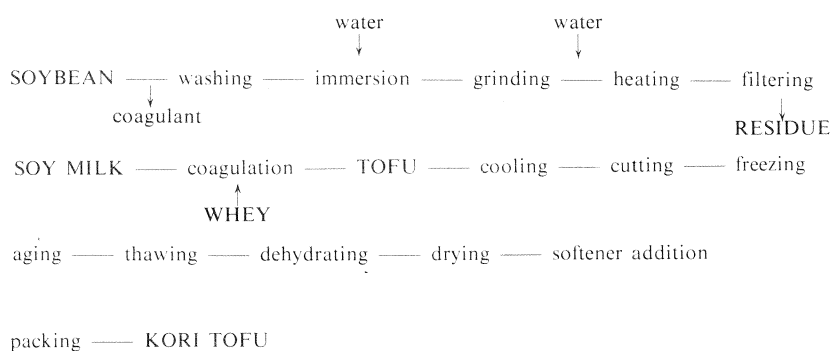 water water
SOYBEAN — washing — immersion — grinding — heating — filtering
coagulant
RESIDUE
SOY MILK — coagulation — TOFU — cooling — cutting — freezing
WHEY
aging — thawing — dehydrating — drying — softener addition
packing — KORI TOFU